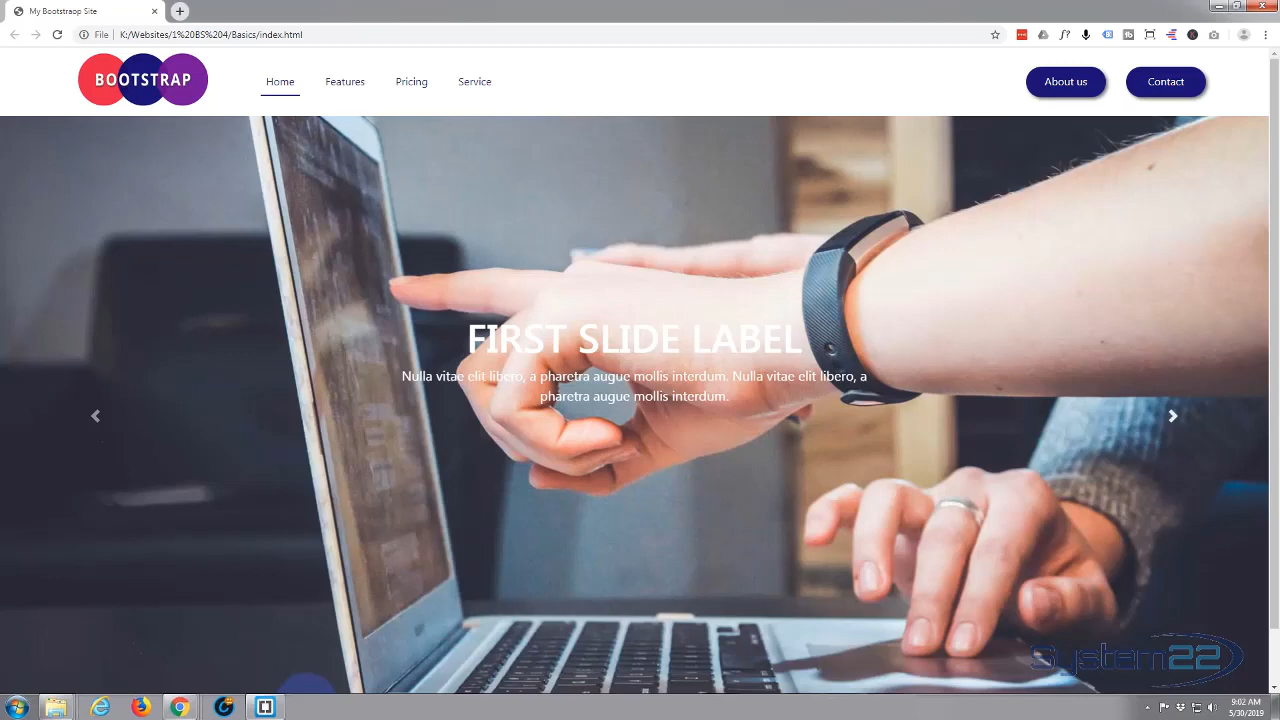 My Bootstraop Site
File
K:/Websites/1%20BS%204/Basics/index.html
BOOTSTRAP
Home
Features
Pricing
Service
About us
Contact
FIRST SLIDE LABEL
Nulla vitae elit libero, a pharetra augue mollis interdum. Nulla vitae elit libero, a
pharetra augue mollis interdum.
System22
9:02 AM
5/30/2019